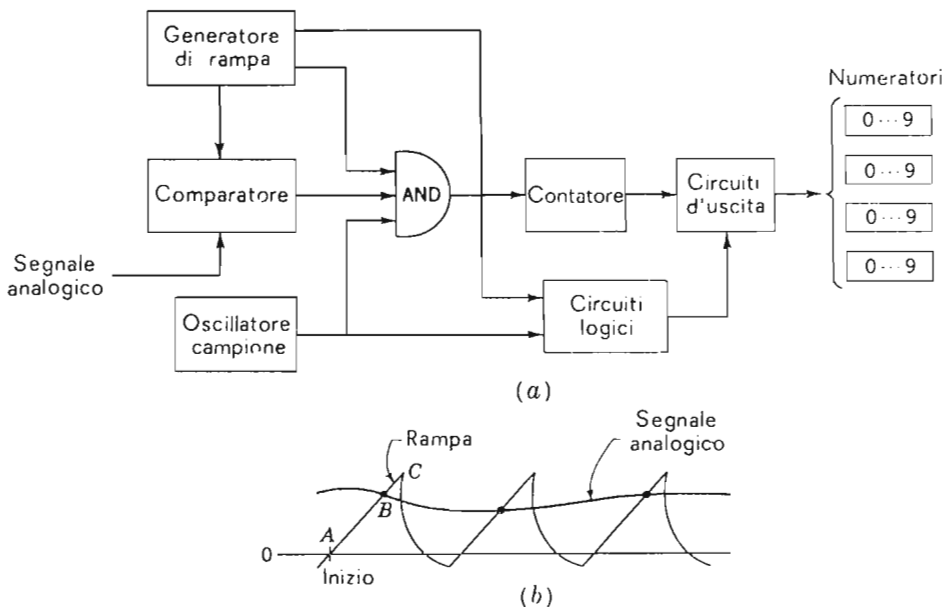 Generatore
di rampa
Numeratori
0 ··· 9
0 ··· 9
0 ··· 9
0 ··· 9
Comparatore
AND
Contatore
Circuiti
d'uscita
Segnale
analogico
Oscillatore
campione
Circuiti
logici
(a)
Rampa
Segnale
analogico
C
B
A
0
Inizio
(b)